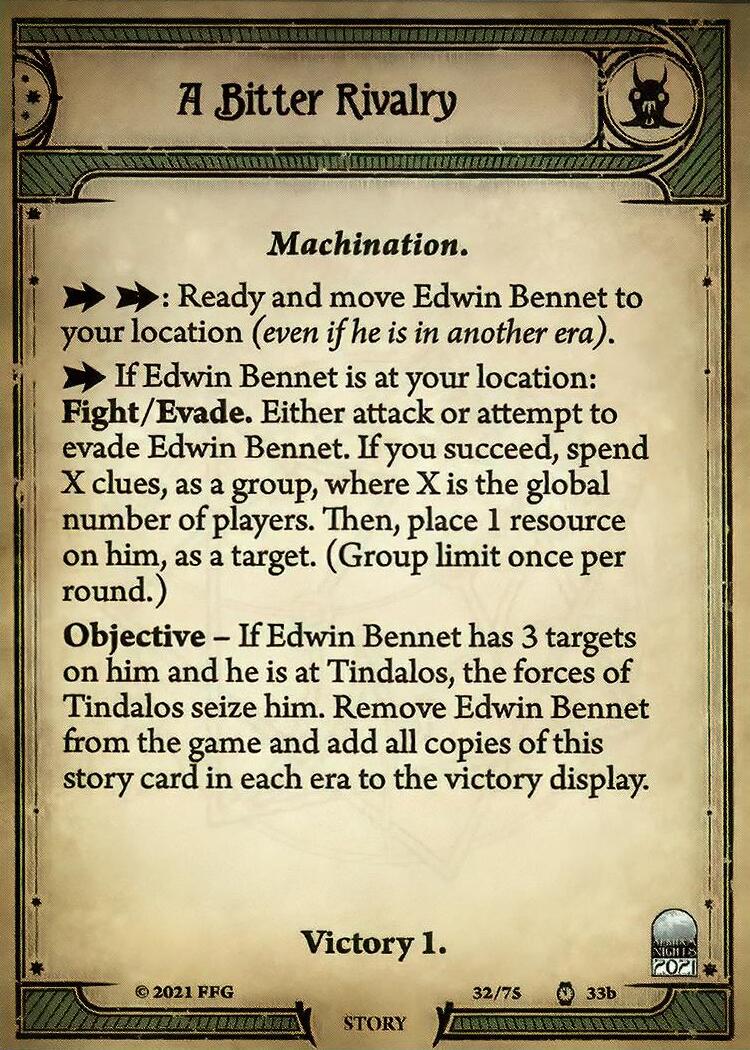 A Bitter Rivalry
Machination.
: Ready and move Edwin Bennet to
your location (even if he is in another era).
If Edwin Bennet is at your location:
Fight/Evade. Either attack or attempt to
evade Edwin Bennet. If you succeed, spend
X clues, as a group, where X is the global
number of players. Then, place 1 resource
on him, as a target. (Group limit once per
round.)
Objective – If Edwin Bennet has 3 targets
on him and he is at Tindalos, the forces of
Tindalos seize him. Remove Edwin Bennet
from the game and add all copies of this
story card in each era to the victory display.
Victory 1.
NIGHTS
2021
© 2021 FFG
32/75
33b
STORY